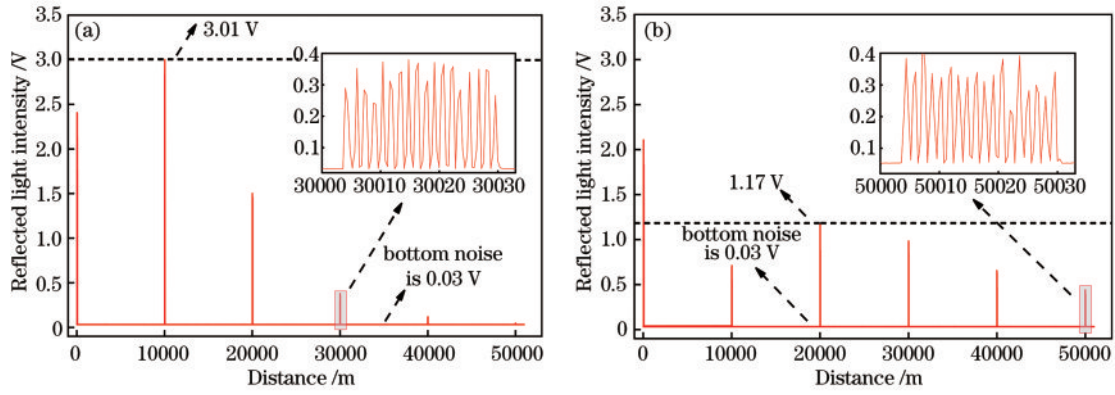 (a)
3.01 V
Reflected light intensity /V
3.5
3.0
2.5
2.0
1.5
1.0
0.5
0
0.4
0.3
0.2
0.1
30000 30010 30020 30030
bottom noise
is 0.03 V
0 10000 20000 30000 40000 50000
Distance /m
(b)
Reflected light intensity /V
3.5
3.0
2.5
2.0
1.5
1.0
0.5
0
0.4
0.3
0.2
0.1
50000 50010 50020 50030
1.17 V
bottom noise
is 0.03 V
0 10000 20000 30000 40000 50000
Distance /m